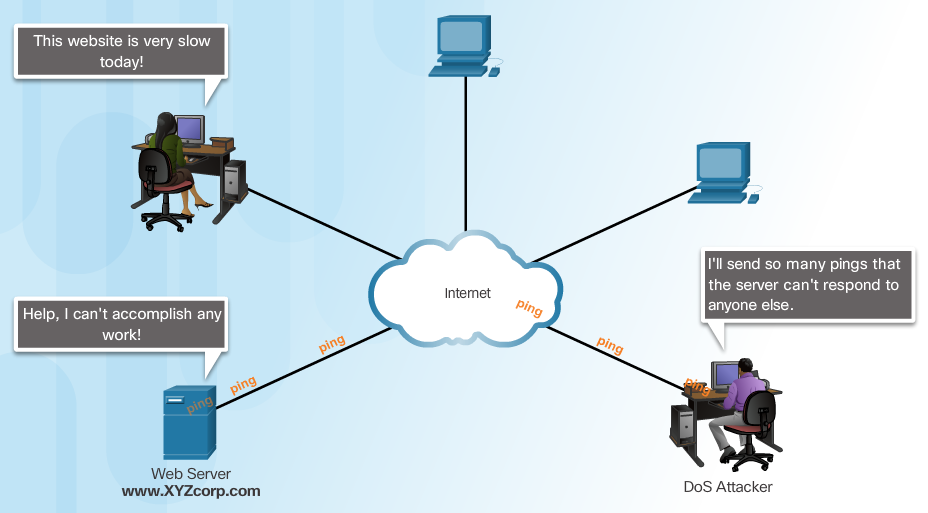 This website is very slow
today!
I'll send so many pings that
the server can't respond to
anyone else.
Internet
ping
Help, I can't accomplish any
work!
ping
ping
ping
ping
ping
Web Server
www.XYZcorp.com
DoS Attacker